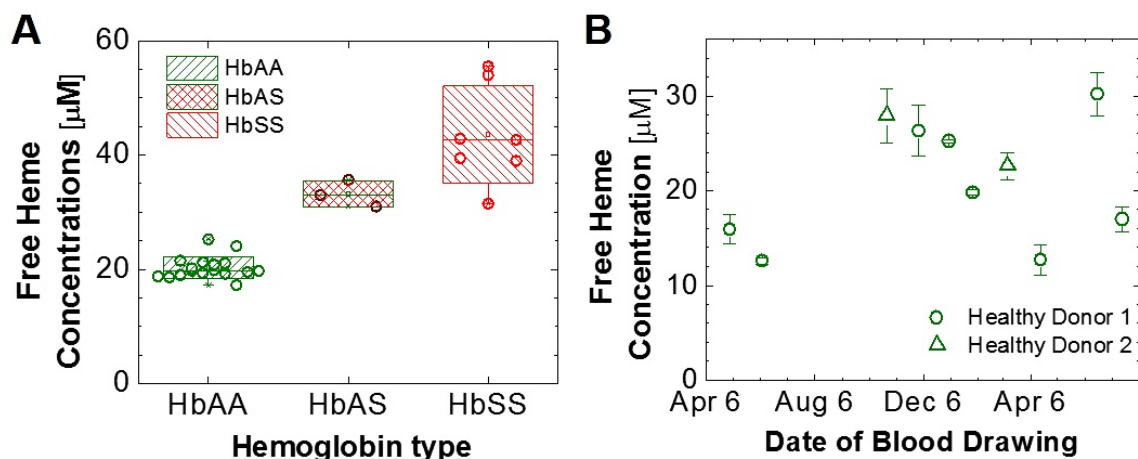 A
Free Heme
Concentrations [μM]
60
40
20
0
HbAA
HbAS
HbSS
HbAA HbAS HbSS
Hemoglobin type
B
Free Heme
Concentration [μM]
30
20
10
0
Healthy Donor 1
Healthy Donor 2
Apr 6 Aug 6 Dec 6 Apr 6
Date of Blood Drawing